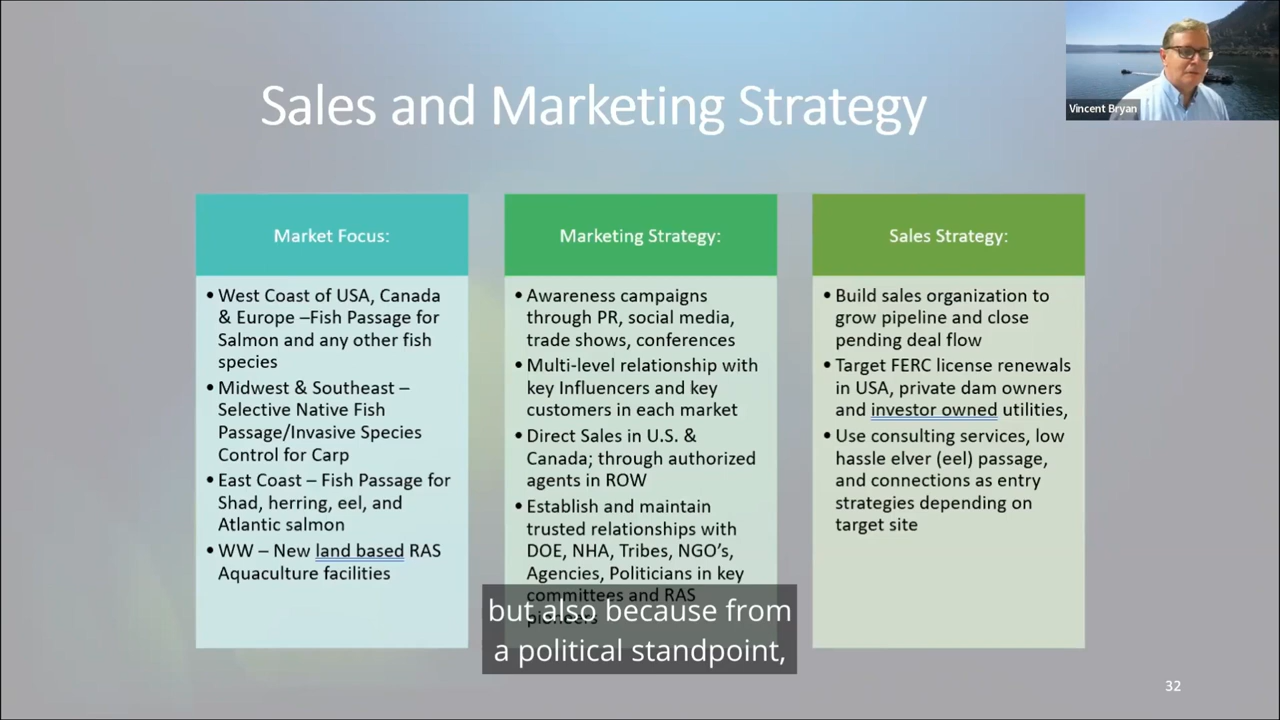 Sales and Marketing Strategy
Vincent Bryan
Market Focus:
• West Coast of USA, Canada
& Europe –Fish Passage for
Salmon and any other fish
species
• Midwest & Southeast –
Selective Native Fish
Passage/Invasive Species
Control for Carp
• East Coast – Fish Passage for
Shad, herring, eel, and
Atlantic salmon
• WW – New land based RAS
Aquaculture facilities
Marketing Strategy:
• Awareness campaigns
through PR, social media,
trade shows, conferences
• Multi-level relationship with
key Influencers and key
customers in each market
• Direct Sales in U.S. &
Canada; through authorized
agents in ROW
• Establish and maintain
trusted relationships with
DOE, NHA, Tribes, NGO's,
Agencies, Politicians in key
committees and RAS
pioneers
Sales Strategy:
• Build sales organization to
grow pipeline and close
pending deal flow
• Target FERC license renewals
in USA, private dam owners
and investor owned utilities,
• Use consulting services, low
hassle elver (eel) passage,
and connections as entry
strategies depending on
target site
but also because from
a political standpoint,
32